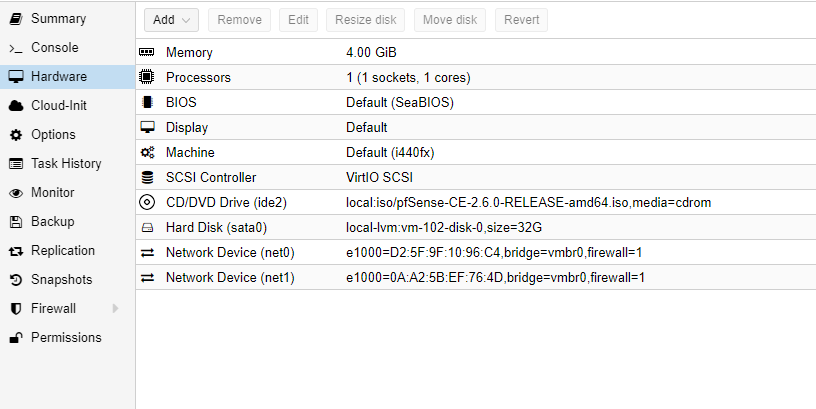 Summary
Console
Hardware
Cloud-Init
Options
Task History
Monitor
Backup
Replication
Snapshots
Firewall
Permissions
Add Remove Edit Resize disk Move disk Revert
Memory 4.00 GiB
Processors 1 (1 sockets, 1 cores)
BIOS Default (SeaBIOS)
Display Default
Machine Default (i440fx)
SCSI Controller VirtIO SCSI
CD/DVD Drive (ide2) local:iso/pfSense-CE-2.6.0-RELEASE-amd64.iso,media=cdrom
Hard Disk (sata0) local-lvm:vm-102-disk-0,size=32G
Network Device (net0) e1000=D2:5F:9F:10:96:C4,bridge=vmbr0,firewall=1
Network Device (net1) e1000=0A:A2:5B:EF:76:4D,bridge=vmbr0,firewall=1